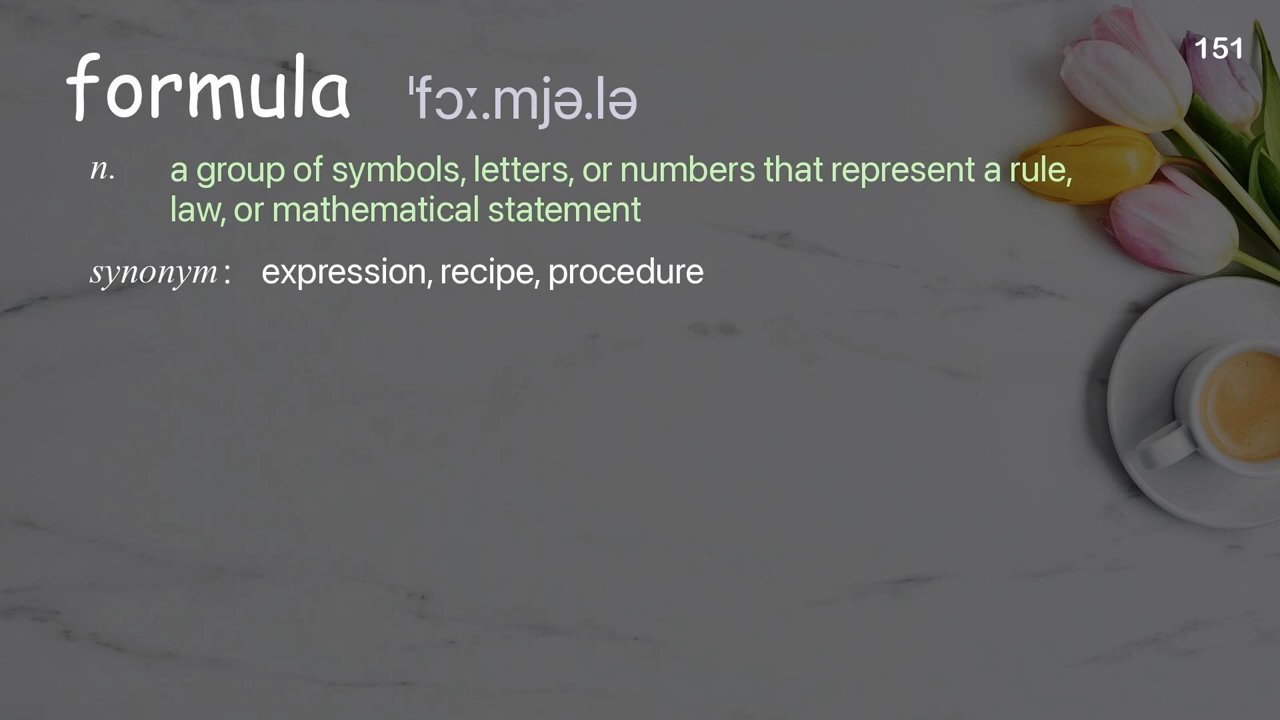 151
formula ˈfɔː.mjə.lə
n. a group of symbols, letters, or numbers that represent a rule,
law, or mathematical statement
synonym: expression, recipe, procedure